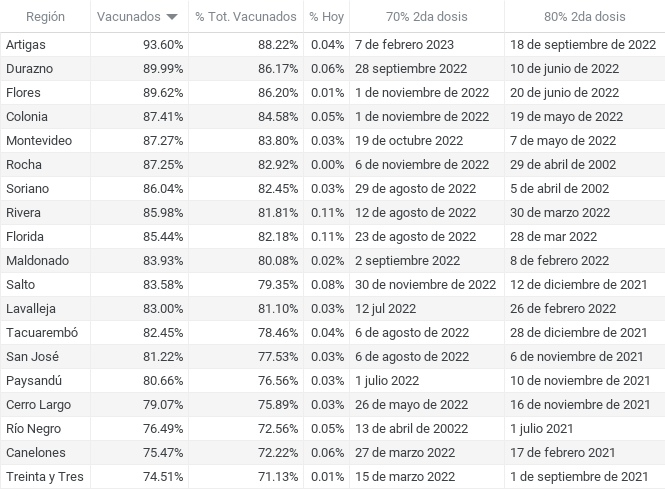 Región Vacunados % Tot. Vacunados % Hoy 70% 2da dosis 80% 2da dosis
Artigas 93.60% 88.22% 0.04% 7 de febrero 2023 18 de septiembre de 2022
Durazno 89.99% 86.17% 0.06% 28 septiembre 2022 10 de junio de 2022
Flores 89.62% 86.20% 0.01% 1 de noviembre de 2022 20 de junio de 2022
Colonia 87.41% 84.58% 0.05% 1 de noviembre de 2022 19 de mayo de 2022
Montevideo 87.27% 83.80% 0.03% 19 de octubre 2022 7 de mayo de 2022
Rocha 87.25% 82.92% 0.00% 6 de noviembre de 2022 29 de abril de 2002
Soriano 86.04% 82.45% 0.03% 29 de agosto de 2022 5 de abril de 2002
Rivera 85.98% 81.81% 0.11% 12 de agosto de 2022 30 de marzo 2022
Florida 85.44% 82.18% 0.11% 23 de agosto de 2022 28 de mar 2022
Maldonado 83.93% 80.08% 0.02% 2 septiembre 2022 8 de febrero 2022
Salto 83.58% 79.35% 0.08% 30 de noviembre de 2022 12 de diciembre de 2021
Lavalleja 83.00% 81.10% 0.03% 12 jul 2022 26 de febrero 2022
Tacuarembó 82.45% 78.46% 0.04% 6 de agosto de 2022 28 de diciembre de 2021
San José 81.22% 77.53% 0.03% 6 de agosto de 2022 6 de noviembre de 2021
Paysandú 80.66% 76.56% 0.03% 1 julio 2022 10 de noviembre de 2021
Cerro Largo 79.07% 75.89% 0.03% 26 de mayo de 2022 16 de noviembre de 2021
Río Negro 76.49% 72.56% 0.05% 13 de abril de 20022 1 julio 2021
Canelones 75.47% 72.22% 0.06% 27 de marzo 2022 17 de febrero 2021
Treinta y Tres 74.51% 71.13% 0.01% 15 de marzo 2022 1 de septiembre de 2021